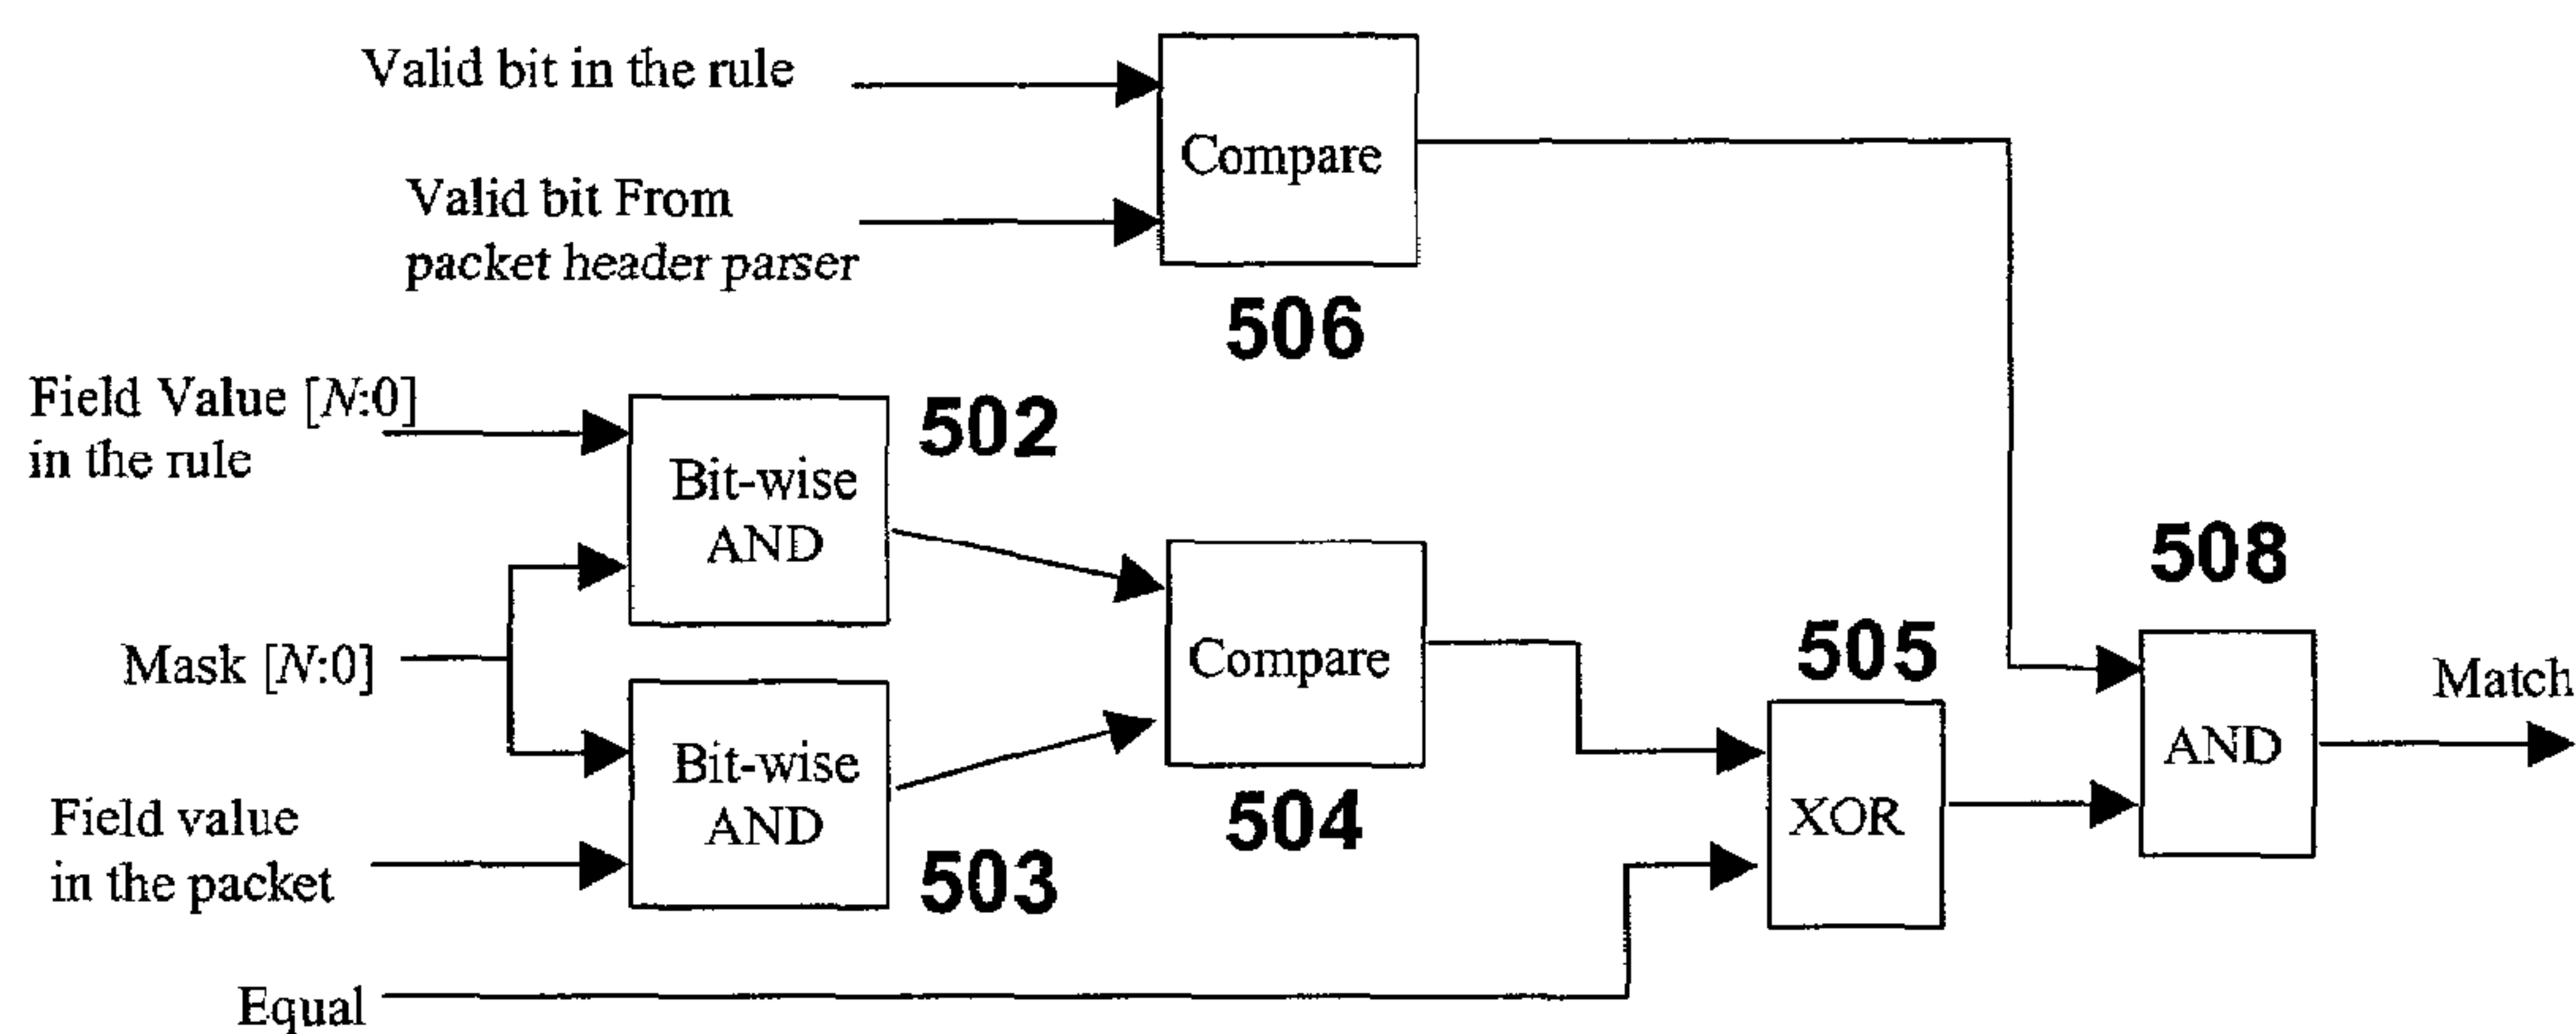 Valid bit in the rule
Valid bit From
packet header parser
Compare
506
Field Value [N:0]
in the rule
Bit-wise
AND
502
Mask [N:0]
Field value
in the packet
Bit-wise
AND
503
Compare
504
Equal
505
XOR
508
AND
Match